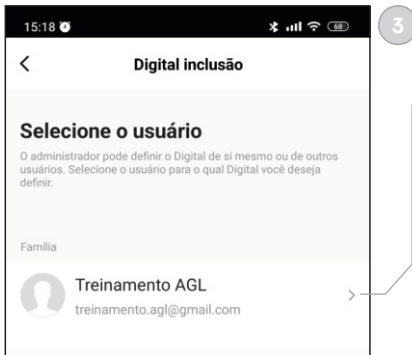 15:18
68
3
Digital inclusão
Selecione o usuário
O administrador pode definir o Digital de si mesmo ou de outros
usuários. Selecione o usuário para o qual Digital você deseja
definir.
Família
Treinamento AGL
treinamento.agl@gmail.com